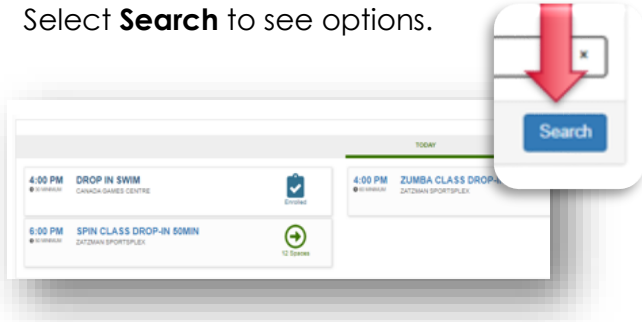 Select Search to see options.
×
Search
TODAY
4:00 PM DROP IN SWIM
CANADA GAMES CENTRE
Enrolled
4:00 PM ZUMBA CLASS DROP-
ZATZMAN SPORTSPLEX
6:00 PM SPIN CLASS DROP-IN 50MIN
ZATZMAN SPORTSPLEX
12 Spaces